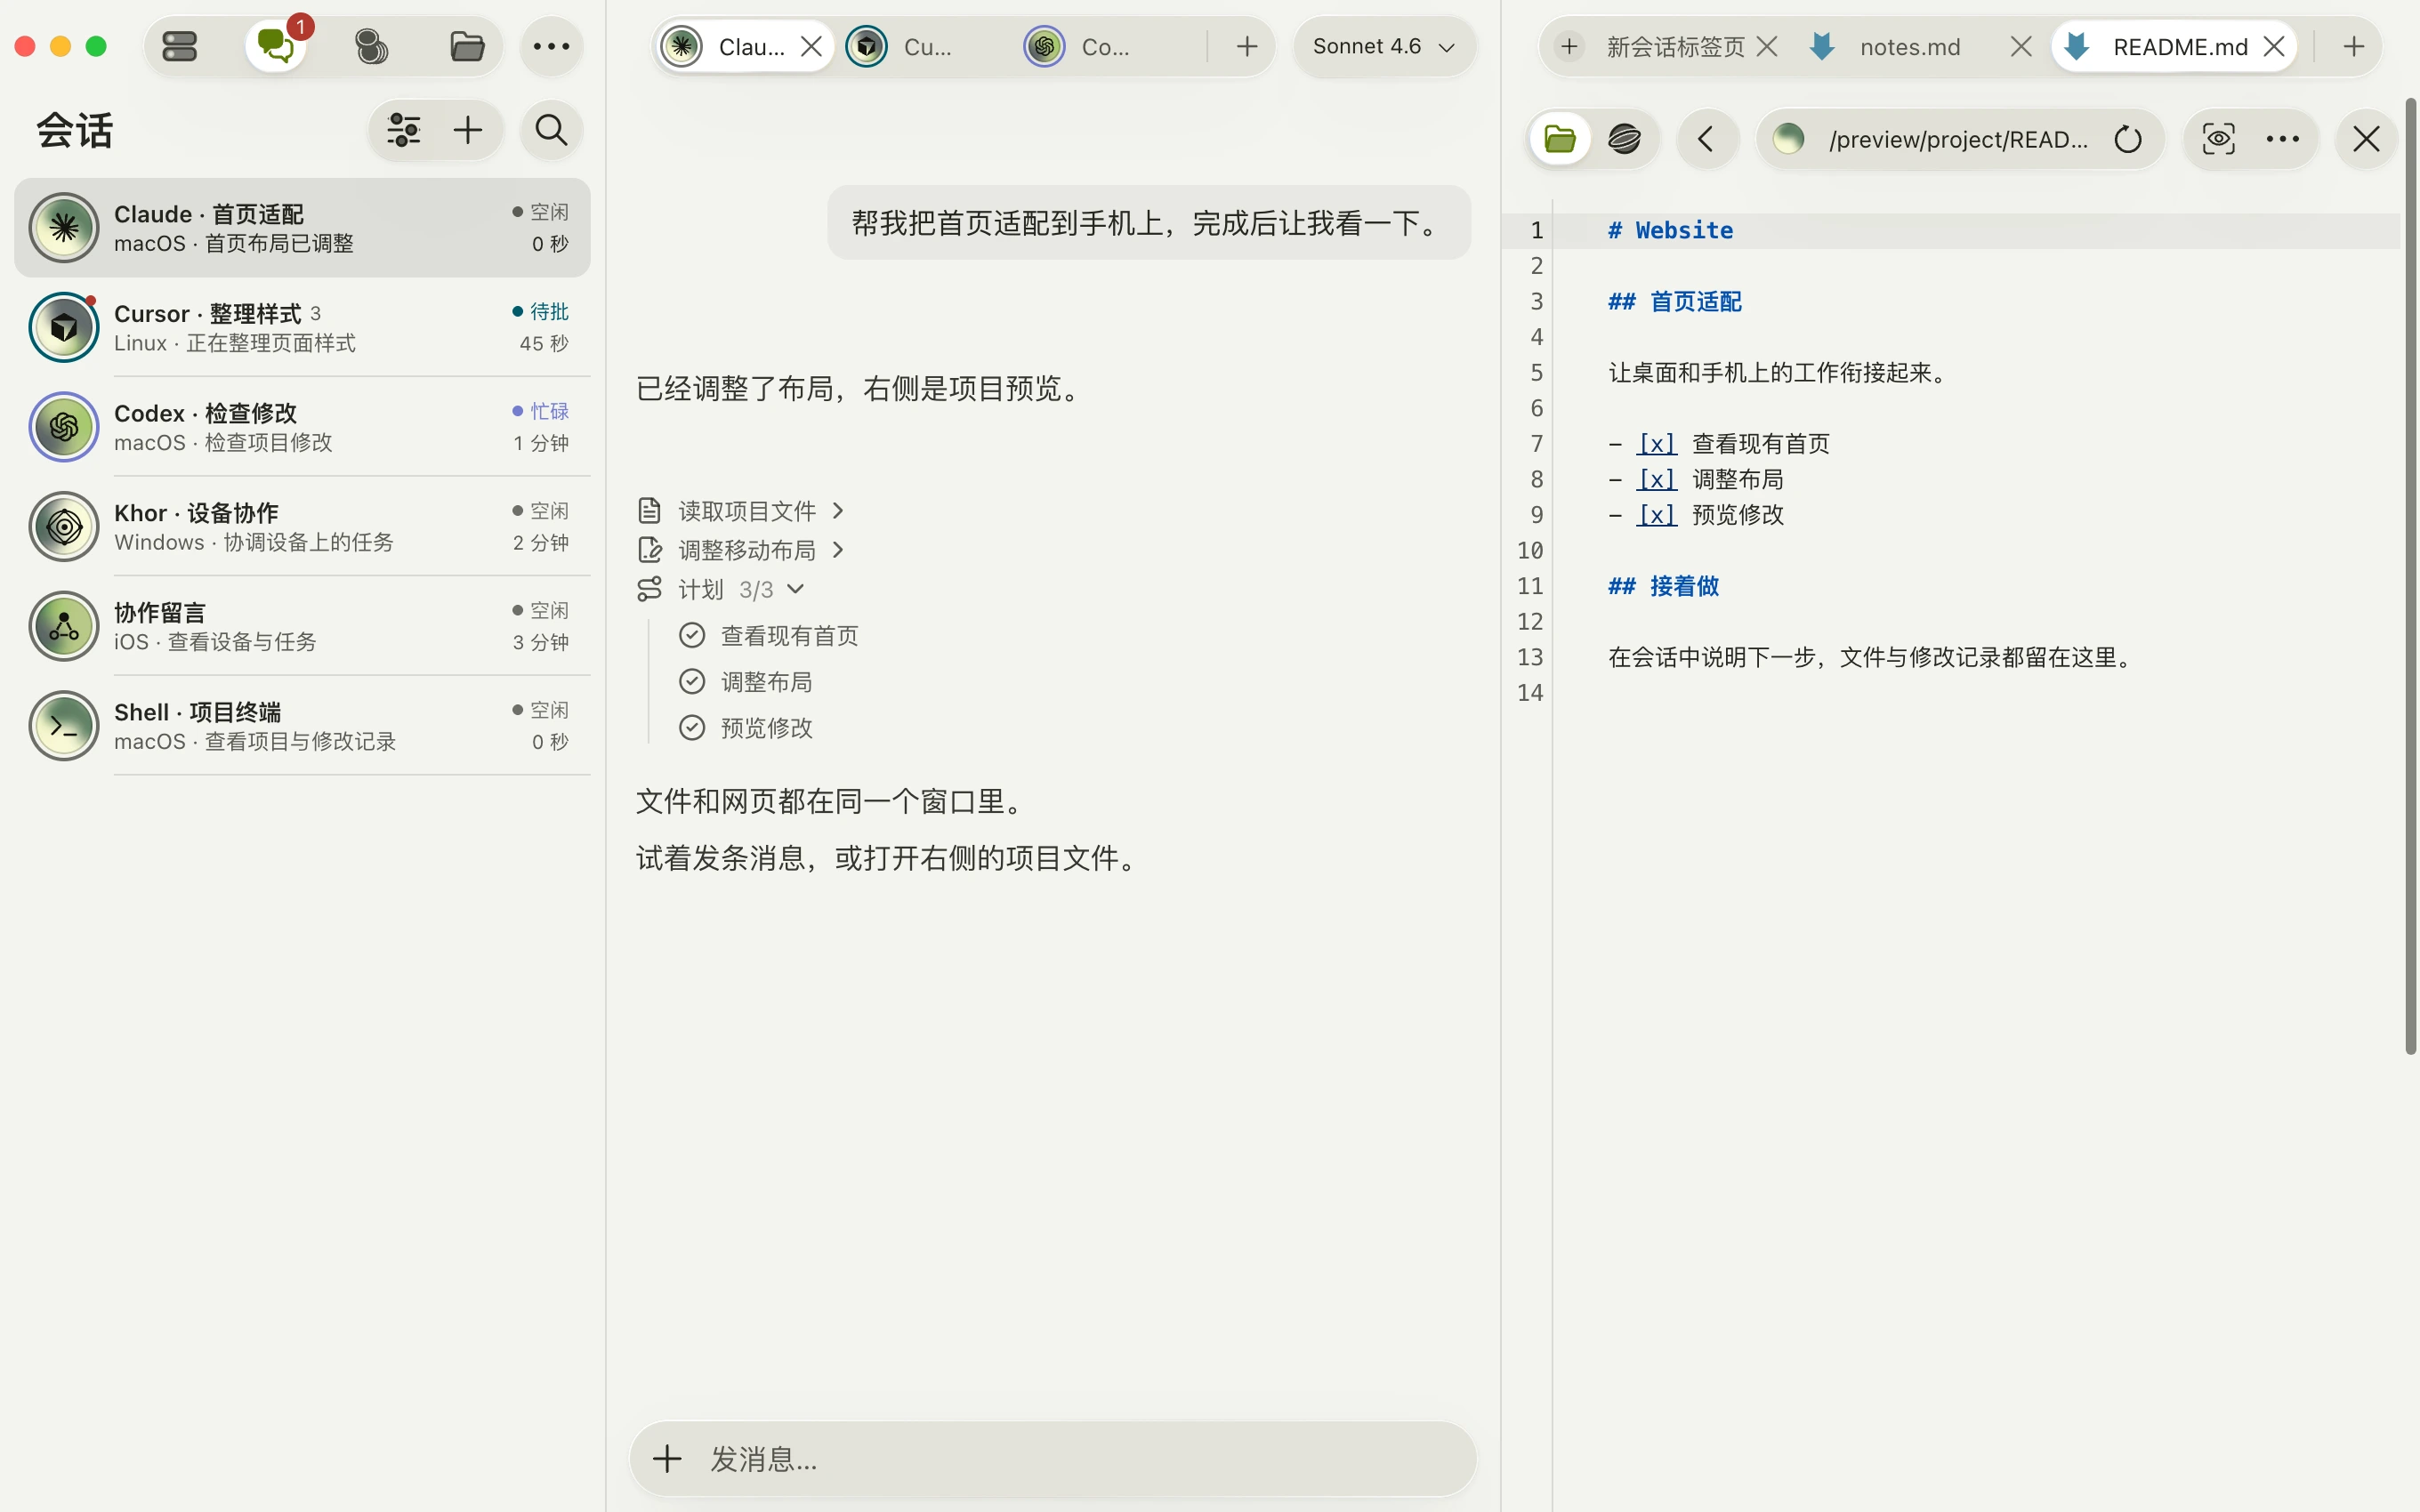 1
会话
Claude · 首页适配
空闲
macOS · 首页布局已调整
0 秒
Cursor · 整理样式 3
待批
Linux · 正在整理页面样式
45 秒
Codex · 检查修改
忙碌
macOS · 检查项目修改
1 分钟
Khor · 设备协作
空闲
Windows · 协调设备上的任务
2 分钟
协作留言
空闲
iOS · 查看设备与任务
3 分钟
Shell · 项目终端
空闲
macOS · 查看项目与修改记录
0 秒
Clau...
Cu...
Co...
Sonnet 4.6
帮我把首页适配到手机上，完成后让我看一下。
已经调整了布局，右侧是项目预览。
读取项目文件
调整移动布局
计划 3/3
查看现有首页
调整布局
预览修改
文件和网页都在同一个窗口里。
试着发条消息，或打开右侧的项目文件。
发消息...
新会话标签页
notes.md
README.md
/preview/project/READ...
1 # Website
2
3 ## 首页适配
4
5 让桌面和手机上的工作衔接起来。
6
7 - [x] 查看现有首页
8 - [x] 调整布局
9 - [x] 预览修改
10
11 ## 接着做
12
13 在会话中说明下一步，文件与修改记录都留在这里。
14